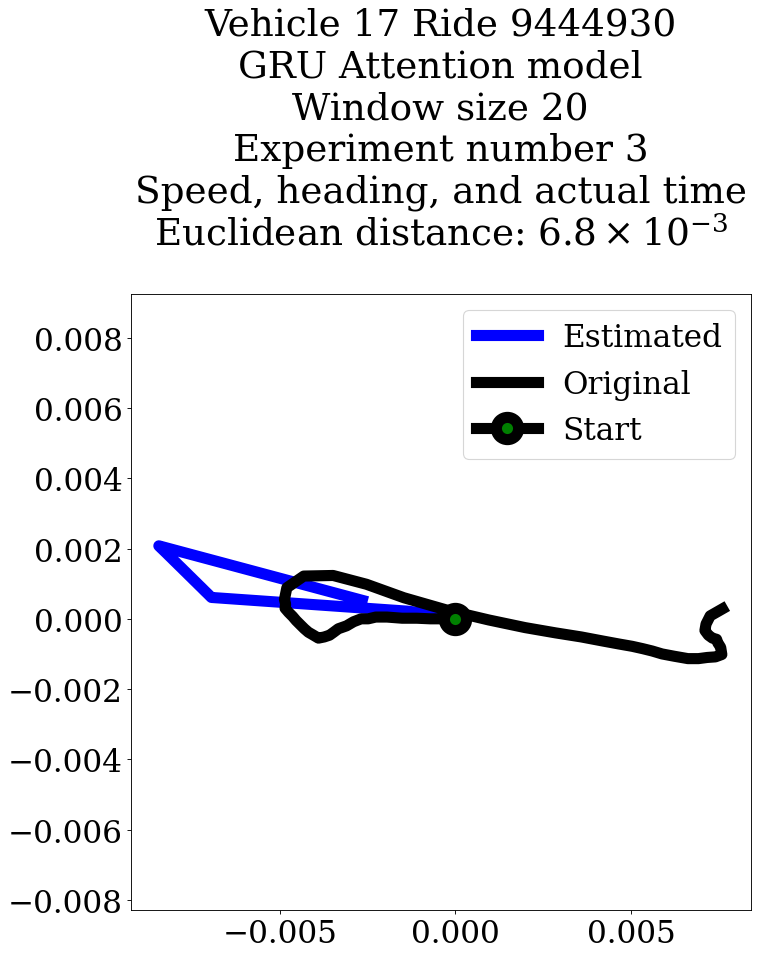 Vehicle 17 Ride 9444930
GRU Attention model
Window size 20
Experiment number 3
Speed, heading, and actual time
Euclidean distance: 6.8 × 10⁻³
Estimated
Original
Start
0.008
0.006
0.004
0.002
0.000
−0.002
−0.004
−0.006
−0.008
−0.005 0.000 0.005